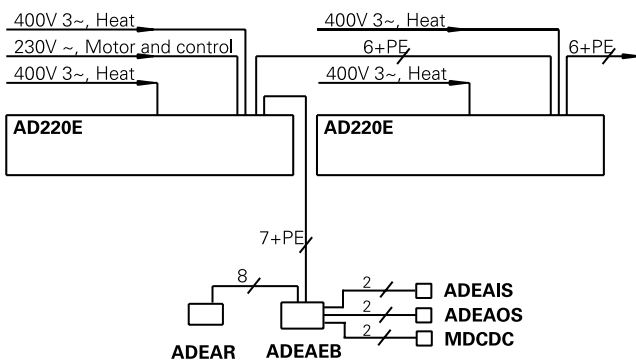 400V 3~, Heat
400V 3~, Heat
230V ~, Motor and control
6+PE
6+PE
400V 3~, Heat
400V 3~, Heat
AD220E
AD220E
7+PE
8
2
ADEAIS
2
ADEAOS
2
MDCDC
ADEAR
ADEAEB